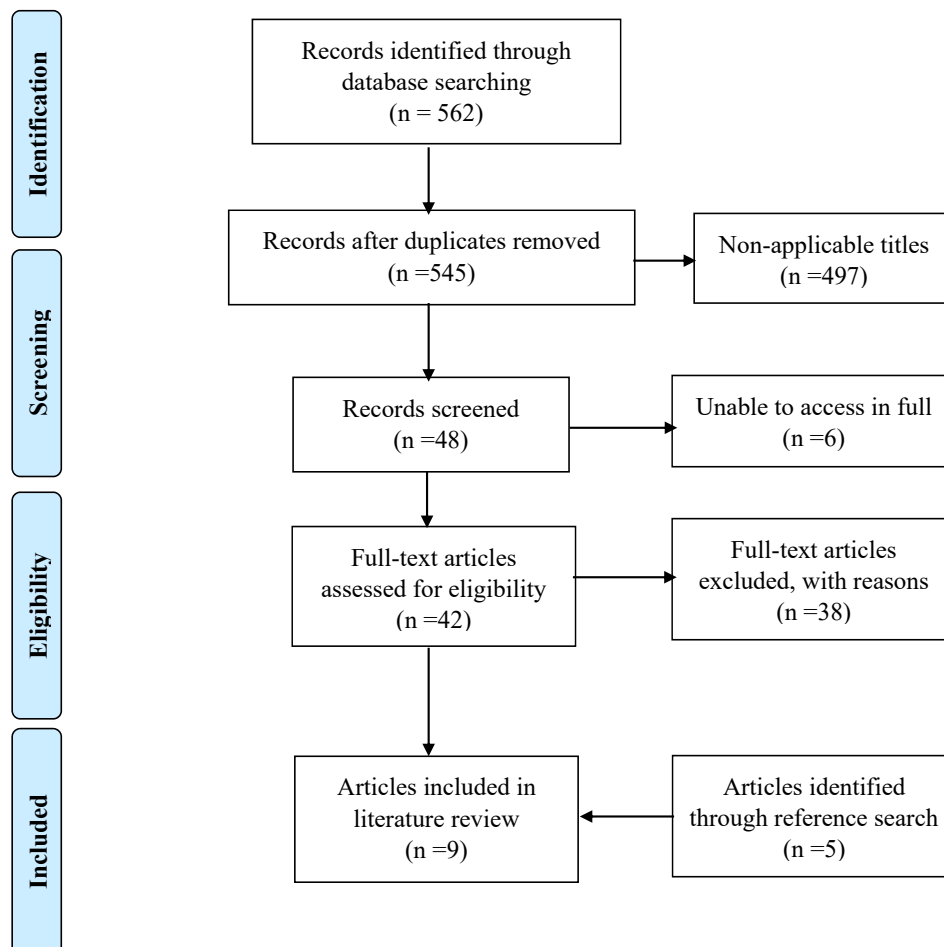 Identification
Records identified through
database searching
(n = 562)
Records after duplicates removed
(n =545)
Non-applicable titles
(n =497)
Screening
Records screened
(n =48)
Unable to access in full
(n =6)
Eligibility
Full-text articles
assessed for eligibility
(n =42)
Full-text articles
excluded, with reasons
(n =38)
Included
Articles included in
literature review
(n =9)
Articles identified
through reference search
(n =5)